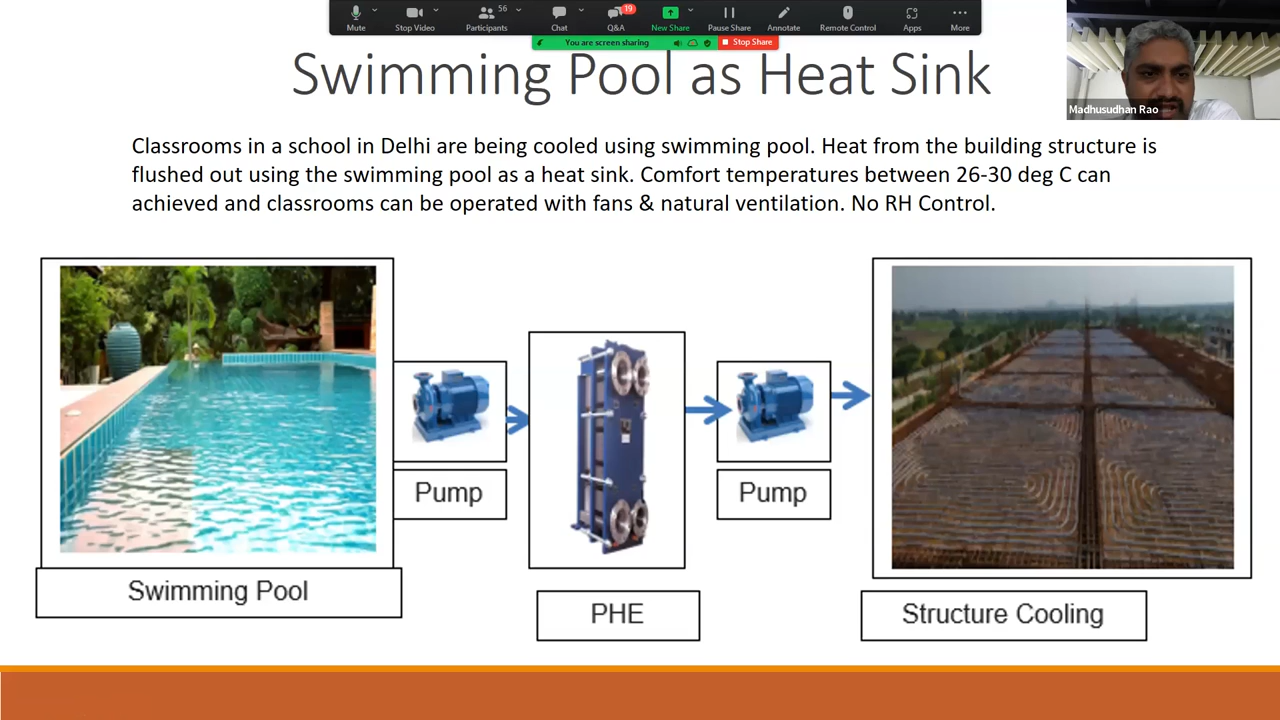 Mute
Stop Video
Participants
56
Chat
Q&A
19
New Share
Pause Share
Annotate
Remote Control
Apps
More
You are screen sharing
Stop Share
Madhusudhan Rao
Swimming Pool as Heat Sink
Classrooms in a school in Delhi are being cooled using swimming pool. Heat from the building structure is
flushed out using the swimming pool as a heat sink. Comfort temperatures between 26-30 deg C can
achieved and classrooms can be operated with fans & natural ventilation. No RH Control.
Pump
Pump
Swimming Pool
PHE
Structure Cooling